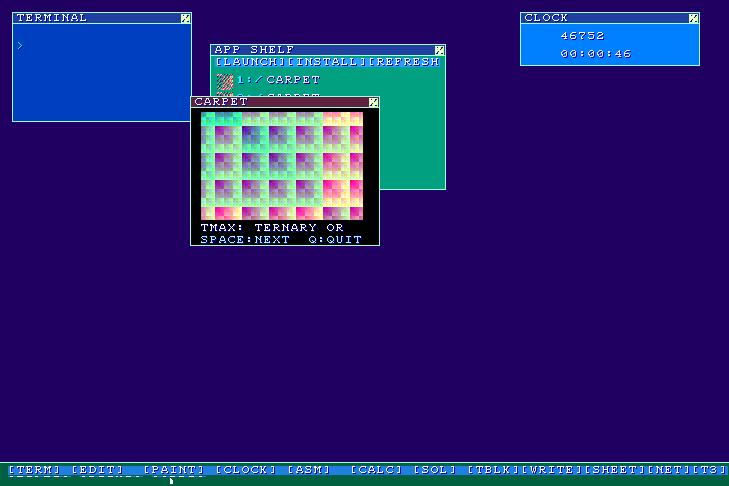 TERMINAL
>
CLOCK
46752
00:00:46
APP SHELF
[LAUNCH][INSTALL][REFRESH
1:/CARPET
CARPET
CARPET
TMAX: TERNARY OR
SPACE:NEXT Q:QUIT
[TERM] [EDIT] [PAINT] [CLOCK] [ASM] [CALC] [SOL] [TBLK][WRITE][SHEET][NET][T3]